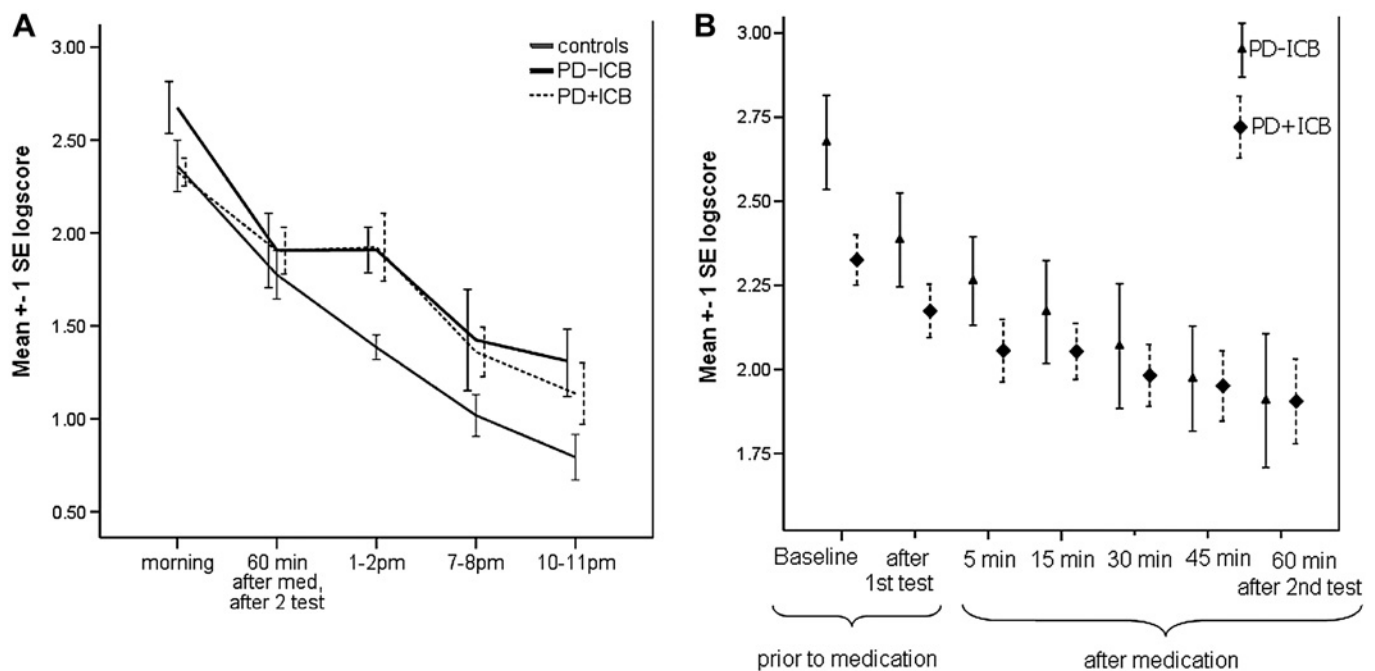 A
Mean +- 1 SE logscore
3.00
2.50
2.00
1.50
1.00
0.50
controls
PD-ICB
PD+ICB
morning
60 min
after med,
after 2 test
1-2pm
7-8pm
10-11pm
B
Mean +- 1 SE logscore
3.00
2.75
2.50
2.25
2.00
1.75
PD-ICB
PD+ICB
Baseline
after
1st test
5 min
15 min
30 min
45 min
60 min
after 2nd test
prior to medication
after medication